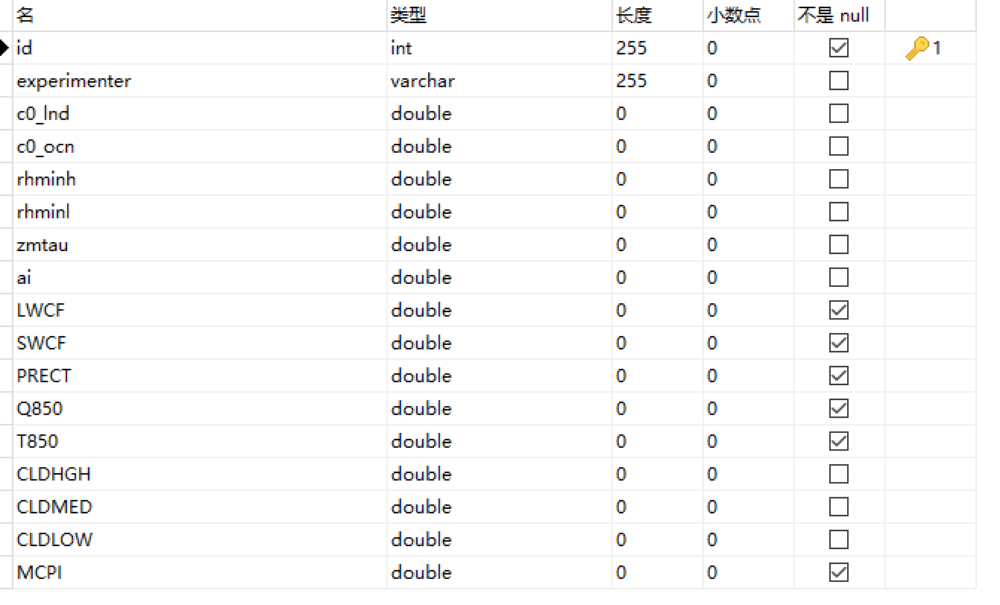 名 类型 长度 小数点 不是 null
id int 255 0 1
experimenter varchar 255 0
c0_lnd double 0 0
c0_ocn double 0 0
rhminh double 0 0
rhminl double 0 0
zmtau double 0 0
ai double 0 0
LWCF double 0 0
SWCF double 0 0
PRECT double 0 0
Q850 double 0 0
T850 double 0 0
CLDHGH double 0 0
CLDMED double 0 0
CLDLOW double 0 0
MCPI double 0 0